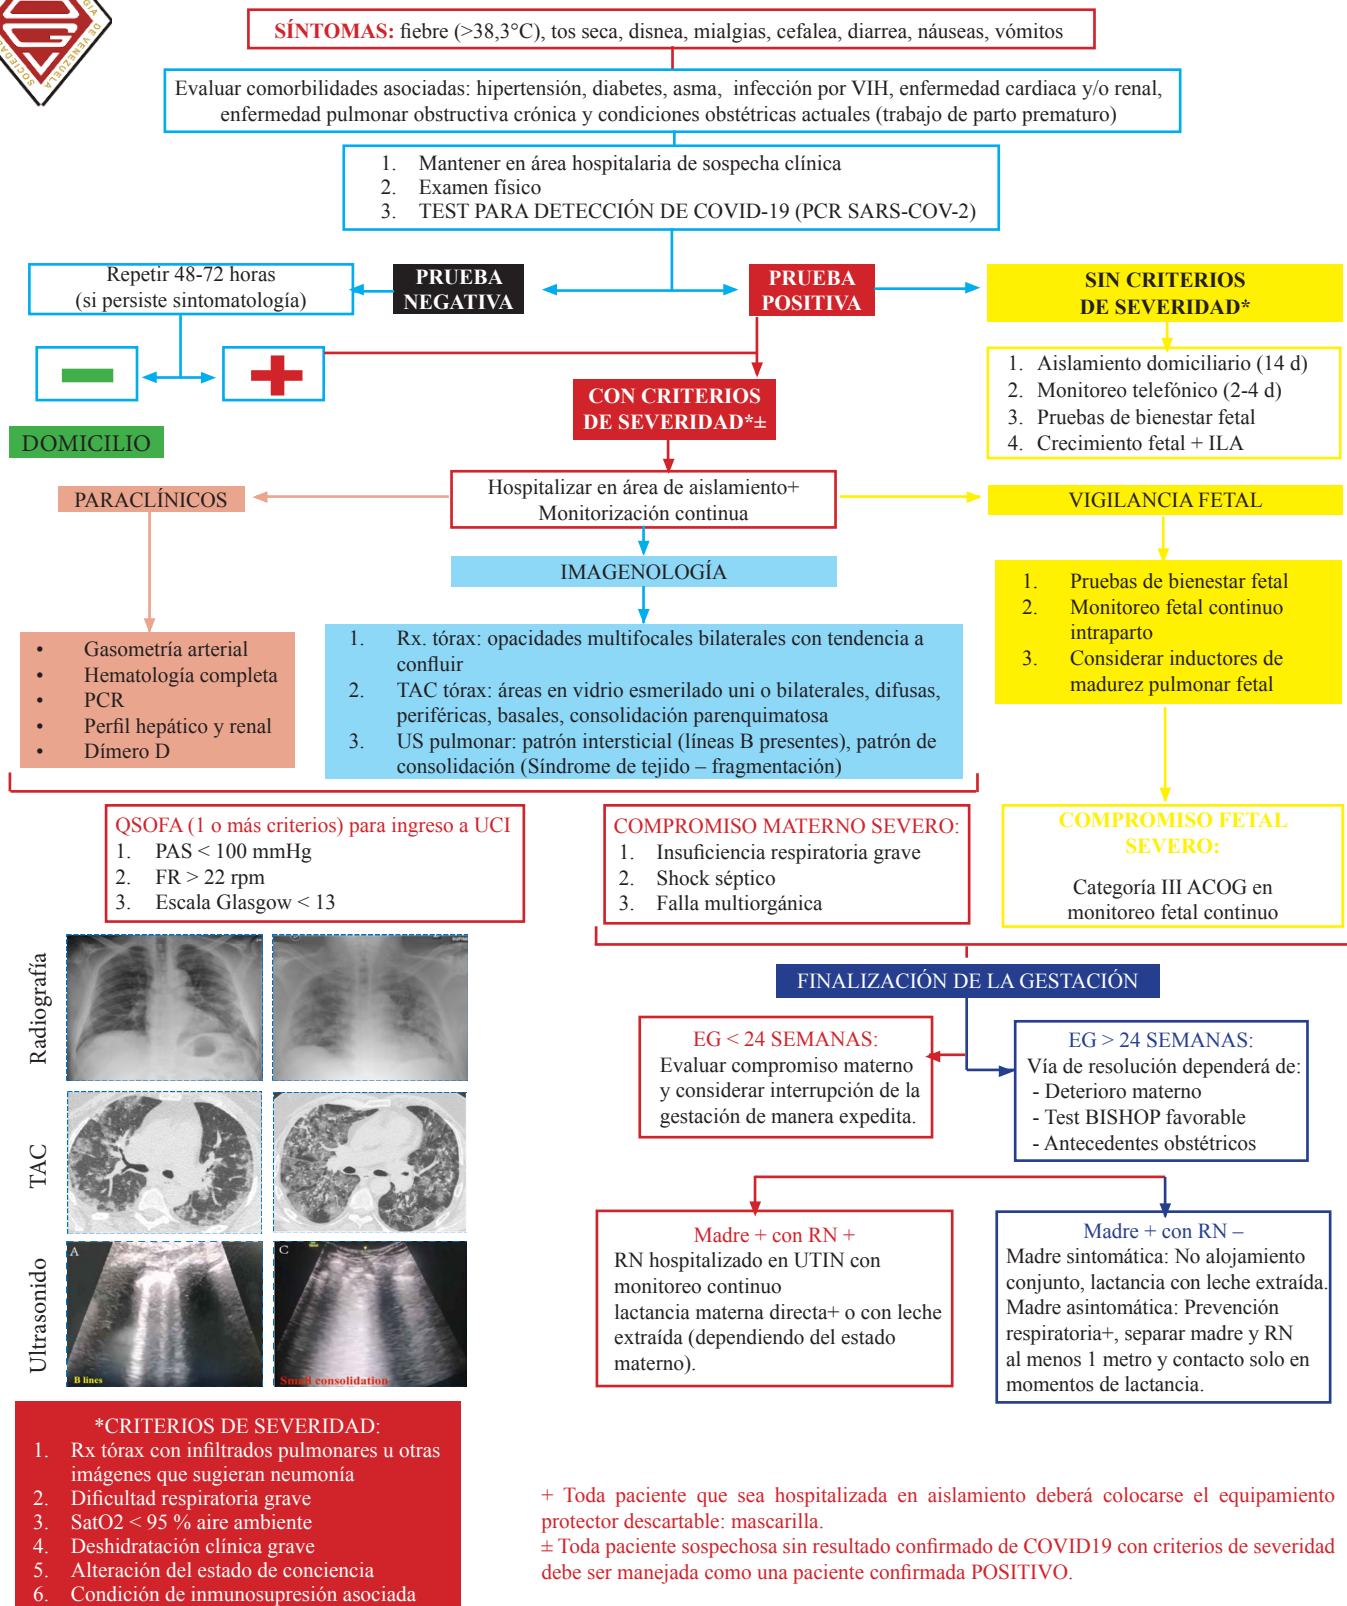 SOCIEDAD
GIA DE VENEZUELA
SÍNTOMAS: fiebre (>38,3°C), tos seca, disnea, mialgias, cefalea, diarrea, náuseas, vómitos
Evaluar comorbilidades asociadas: hipertensión, diabetes, asma, infección por VIH, enfermedad cardiaca y/o renal,
enfermedad pulmonar obstructiva crónica y condiciones obstétricas actuales (trabajo de parto prematuro)
1. Mantener en área hospitalaria de sospecha clínica
2. Examen físico
3. TEST PARA DETECCIÓN DE COVID-19 (PCR SARS-COV-2)
Repetir 48-72 horas
(si persiste sintomatología)
PRUEBA
NEGATIVA
PRUEBA
POSITIVA
SIN CRITERIOS
DE SEVERIDAD*
1. Aislamiento domiciliario (14 d)
2. Monitoreo telefónico (2-4 d)
3. Pruebas de bienestar fetal
4. Crecimiento fetal + ILA
CON CRITERIOS
DE SEVERIDAD*±
DOMICILIO
PARACLÍNICOS
Hospitalizar en área de aislamiento+
Monitorización continua
VIGILANCIA FETAL
IMAGENOLOGÍA
• Gasometría arterial
• Hematología completa
• PCR
• Perfil hepático y renal
• Dímero D
1. Rx. tórax: opacidades multifocales bilaterales con tendencia a
confluir
2. TAC tórax: áreas en vidrio esmerilado uni o bilaterales, difusas,
periféricas, basales, consolidación parenquimatosa
3. US pulmonar: patrón intersticial (líneas B presentes), patrón de
consolidación (Síndrome de tejido – fragmentación)
1. Pruebas de bienestar fetal
2. Monitoreo fetal continuo
intraparto
3. Considerar inductores de
madurez pulmonar fetal
QSOFA (1 o más criterios) para ingreso a UCI
1. PAS < 100 mmHg
2. FR > 22 rpm
3. Escala Glasgow < 13
COMPROMISO MATERNO SEVERO:
1. Insuficiencia respiratoria grave
2. Shock séptico
3. Falla multiorgánica
COMPROMISO FETAL
SEVERO:
Categoría III ACOG en
monitoreo fetal continuo
Radiografía
TAC
Ultrasonido
A
B lines
C
Small consolidation
FINALIZACIÓN DE LA GESTACIÓN
EG < 24 SEMANAS:
Evaluar compromiso materno
y considerar interrupción de la
gestación de manera expedita.
EG > 24 SEMANAS:
Vía de resolución dependerá de:
- Deterioro materno
- Test BISHOP favorable
- Antecedentes obstétricos
Madre + con RN +
RN hospitalizado en UTIN con
monitoreo continuo
lactancia materna directa+ o con leche
extraída (dependiendo del estado
materno).
Madre + con RN –
Madre sintomática: No alojamiento
conjunto, lactancia con leche extraída.
Madre asintomática: Prevención
respiratoria+, separar madre y RN
al menos 1 metro y contacto solo en
momentos de lactancia.
*CRITERIOS DE SEVERIDAD:
1. Rx tórax con infiltrados pulmonares u otras
imágenes que sugieran neumonía
2. Dificultad respiratoria grave
3. SatO2 < 95 % aire ambiente
4. Deshidratación clínica grave
5. Alteración del estado de conciencia
6. Condición de inmunosupresión asociada
+ Toda paciente que sea hospitalizada en aislamiento deberá colocarse el equipamiento
protector descartable: mascarilla.
± Toda paciente sospechosa sin resultado confirmado de COVID19 con criterios de severidad
debe ser manejada como una paciente confirmada POSITIVO.